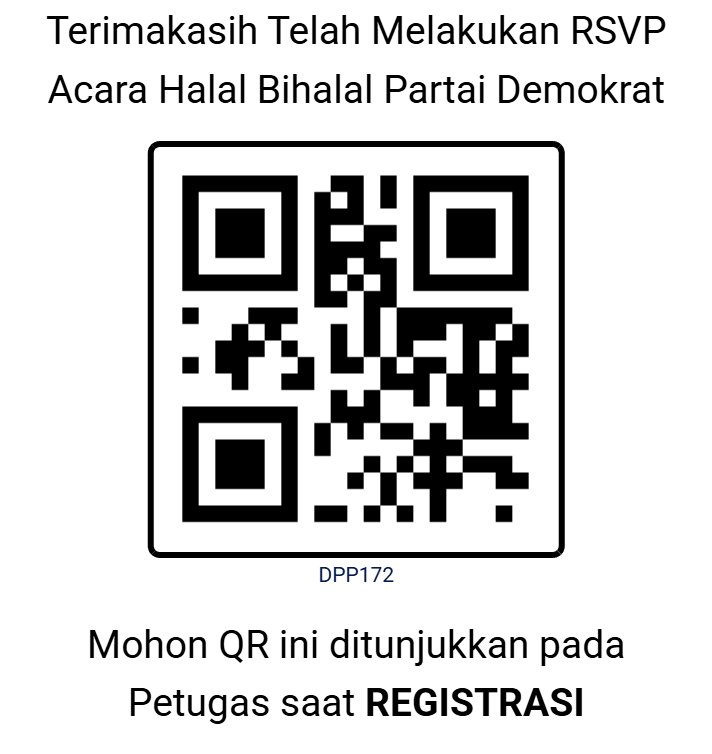 Terimakasih Telah Melakukan RSVP
Acara Halal Bihalal Partai Demokrat
DPP172
Mohon QR ini ditunjukkan pada
Petugas saat REGISTRASI